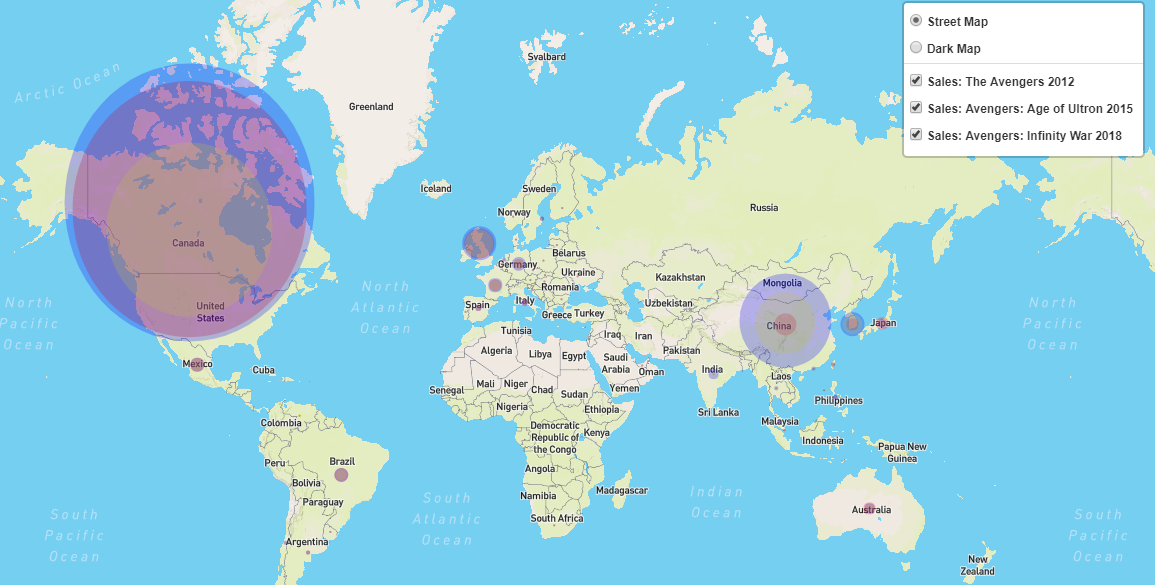 Street Map
Dark Map
Sales: The Avengers 2012
Sales: Avengers: Age of Ultron 2015
Sales: Avengers: Infinity War 2018
Svalbard
Arctic Ocean
Greenland
Iceland
Sweden
Norway
Russia
Canada
Belarus
Germany
Ukraine
Kazakhstan
Mongolia
North
Pacific
Ocean
United
States
North
Atlantic
Ocean
Romania
Spain
Italy
Greece
Turkey
Uzbekistan
China
Japan
North
Pacific
Ocean
Tunisia
Iraq
Iran
Algeria
Libya
Egypt
Saudi
Arabia
Pakistan
Oman
India
Laos
Mexico
Cuba
Senegal
Mali
Niger
Chad
Sudan
Yemen
Nigeria
Ethiopia
Sri Lanka
Philippines
Malaysia
Colombia
Democratic
Republic of
the Congo
Kenya
Indonesia
Papua New
Guinea
Peru
Brazil
Angola
Bolivia
Namibia
Madagascar
Indian
Ocean
Paraguay
South
Atlantic
Ocean
South Africa
Australia
South
Pacific
Ocean
Argentina
South
Pacific
Ocean
New
Zealand